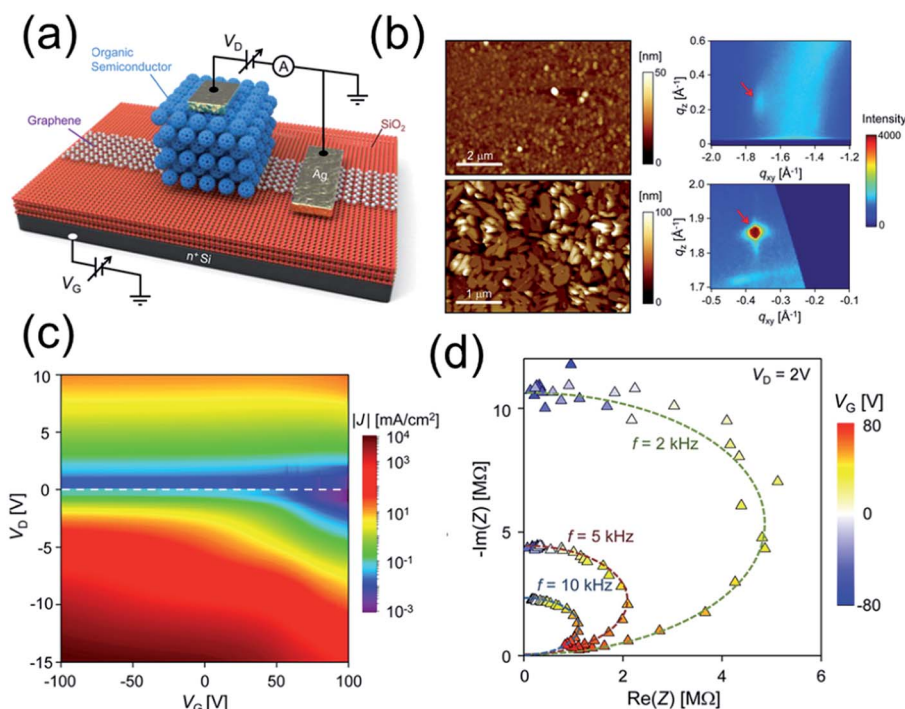 (a)
V_D
A
Organic
Semiconductor
Graphene
SiO₂
Ag
n⁺ Si
V_G
(b)
[nm]
50
0
2 μm
[nm]
100
0
1 μm
q_z [Å⁻¹]
0.6
0.4
0.2
0
-2.0 -1.8 -1.6 -1.4 -1.2
q_xy [Å⁻¹]
q_z [Å⁻¹]
2.0
1.9
1.8
1.7
-0.5 -0.4 -0.3 -0.2 -0.1
q_xy [Å⁻¹]
Intensity
4000
0
(c)
V_D [V]
10
5
0
-5
-10
-15
-100 -50 0 50 100
V_G [V]
|J| [mA/cm²]
10⁴
10³
10¹
10⁻¹
10⁻²
10⁻³
(d)
V_D = 2V
-Im(Z) [MΩ]
10
5
0
f = 2 kHz
f = 5 kHz
f = 10 kHz
0 2 4 6
Re(Z) [MΩ]
V_G [V]
80
0
-80